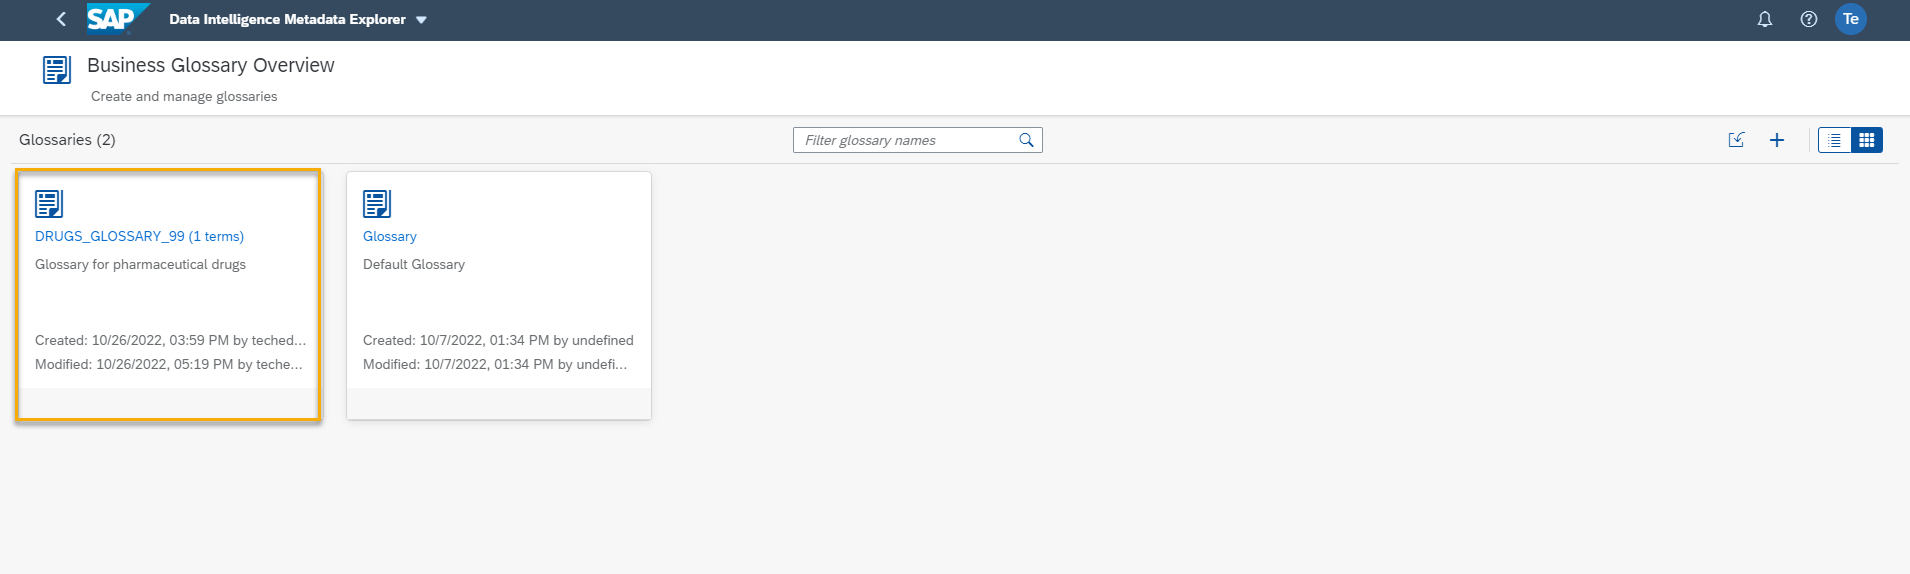 SAP Data Intelligence Metadata Explorer
Te
Business Glossary Overview
Create and manage glossaries
Glossaries (2)
Filter glossary names
DRUGS_GLOSSARY_99 (1 terms)
Glossary for pharmaceutical drugs
Created: 10/26/2022, 03:59 PM by teched...
Modified: 10/26/2022, 05:19 PM by teche...
Glossary
Default Glossary
Created: 10/7/2022, 01:34 PM by undefined
Modified: 10/7/2022, 01:34 PM by undefi...